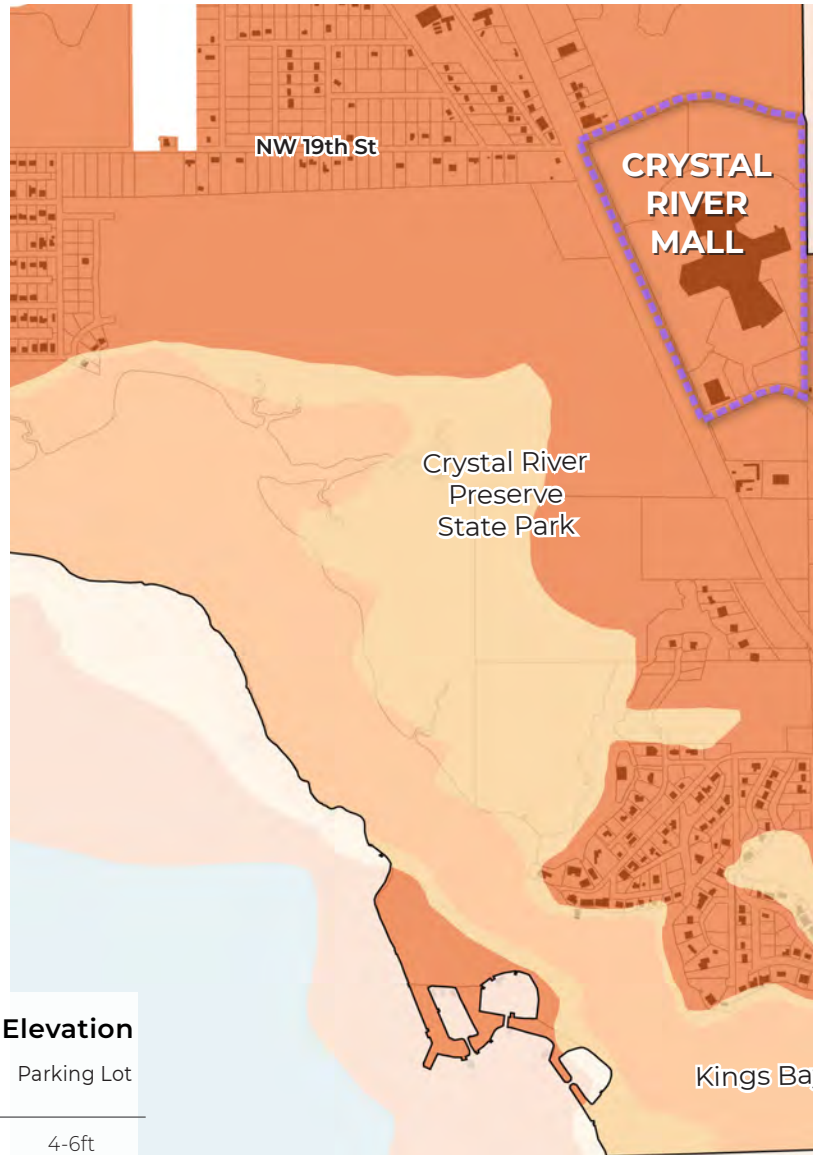 NW 19th St
CRYSTAL
RIVER
MALL
Crystal River
Preserve
State Park
Elevation
Parking Lot
4-6ft
Kings Ba